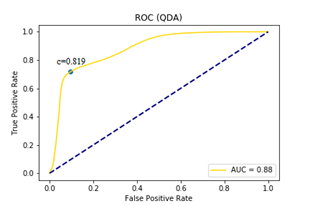 ROC (QDA)
c=0.819
True Positive Rate
1.0
0.8
0.6
0.4
0.2
0.0
0.0 0.2 0.4 0.6 0.8 1.0
False Positive Rate
AUC = 0.88